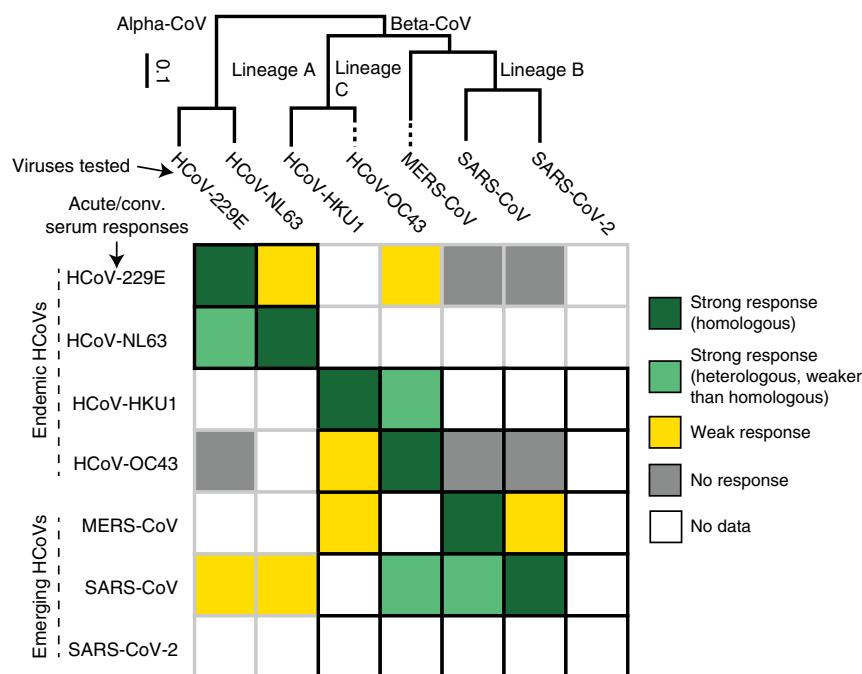 Alpha-CoV
Beta-CoV
0.1
Lineage A
Lineage
C
Lineage B
Viruses tested
HCoV-229E
HCoV-NL63
HCoV-HKU1
HCoV-OC43
MERS-CoV
SARS-CoV
SARS-CoV-2
Acute/conv.
serum responses
Endemic HCoVs
HCoV-229E
HCoV-NL63
HCoV-HKU1
HCoV-OC43
Emerging HCoVs
MERS-CoV
SARS-CoV
SARS-CoV-2
Strong response
(homologous)
Strong response
(heterologous, weaker
than homologous)
Weak response
No response
No data